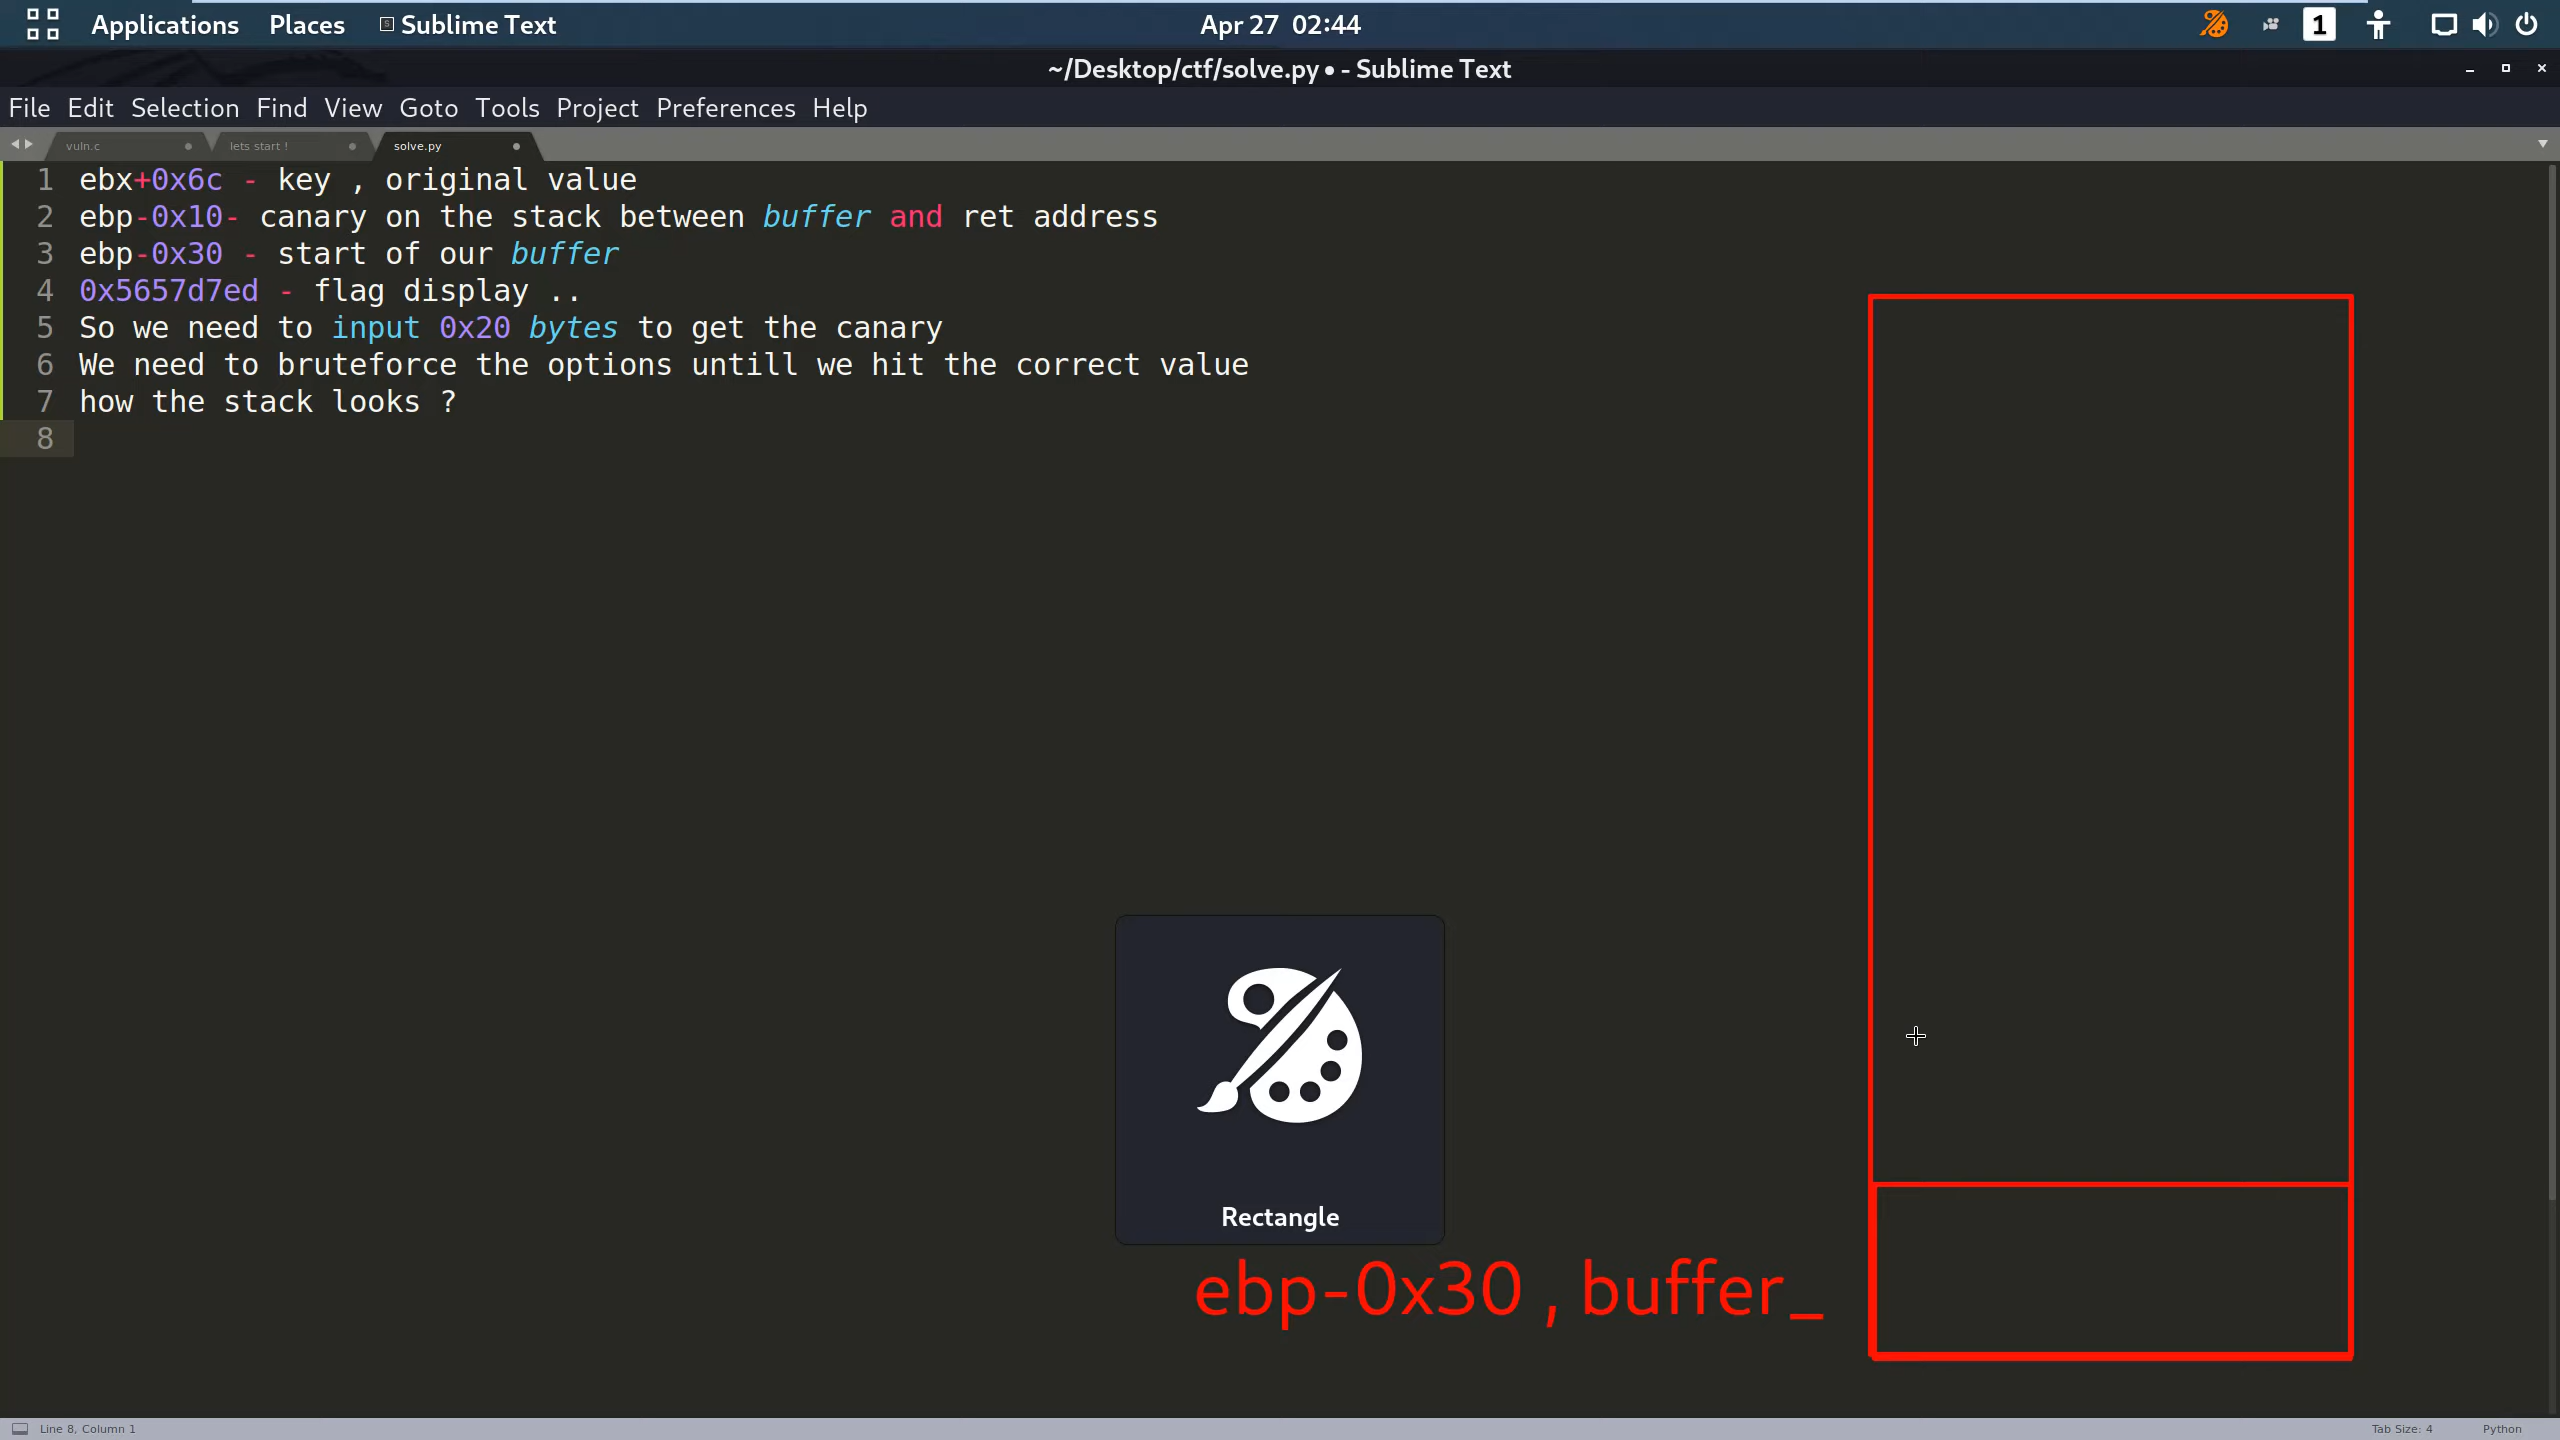 Applications Places Sublime Text Apr 27 02:44 1
~/Desktop/ctf/solve.py • - Sublime Text
File Edit Selection Find View Goto Tools Project Preferences Help
vuln.c lets start ! solve.py
1 ebx+0x6c - key , original value
2 ebp-0x10- canary on the stack between buffer and ret address
3 ebp-0x30 - start of our buffer
4 0x5657d7ed - flag display ..
5 So we need to input 0x20 bytes to get the canary
6 We need to bruteforce the options untill we hit the correct value
7 how the stack looks ?
8
Rectangle
ebp-0x30 , buffer_
Line 8, Column 1 Tab Size: 4 Python